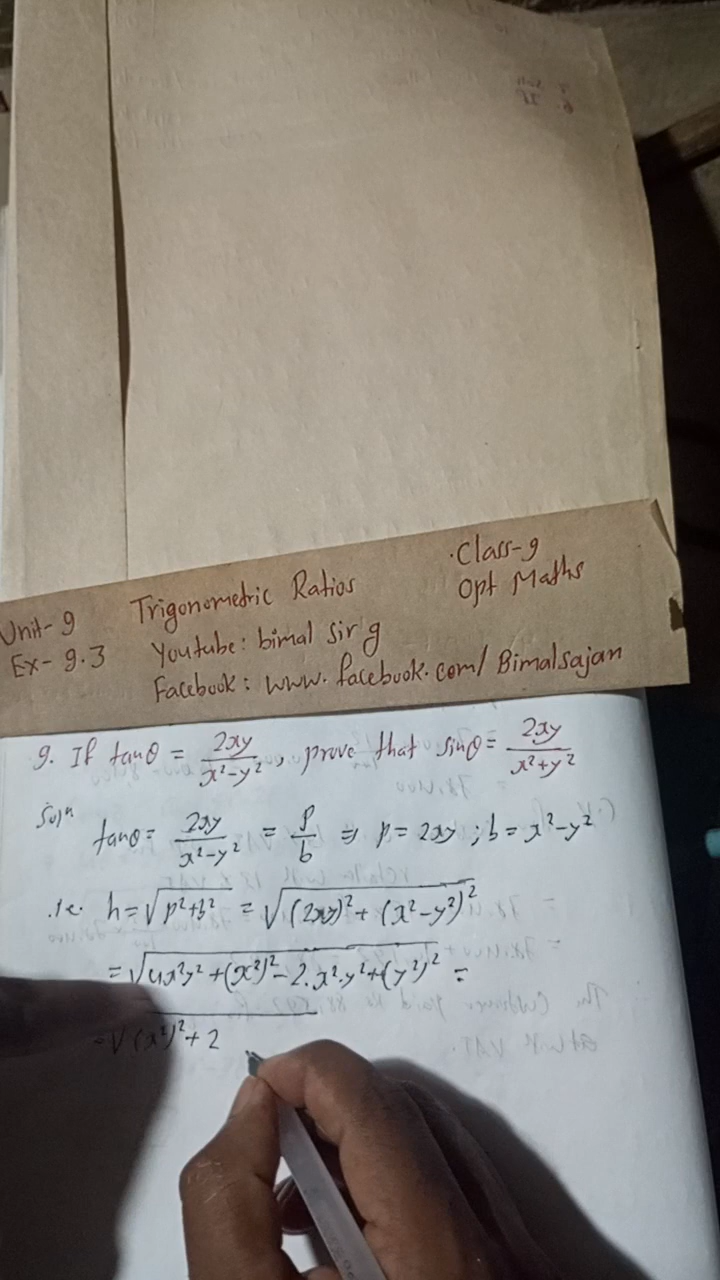 Unit-9 Trigonometric Ratios Class-9
Ex-9.3 Youtube: bimal sir g Opt Maths
Facebook: www.facebook.com/Bimalsajan
9. If tanθ = 2xy/x²-y², prove that sinθ = 2xy/x²+y²
Solⁿ
tanθ = 2xy/x²-y² = p/b ⇒ p = 2xy ; b = x²-y²
h = √p²+b² = √(2xy)² + (x²-y²)²
= √4x²y² + (x²)² - 2.x².y² + (y²)² =
= √(x²)² + 2